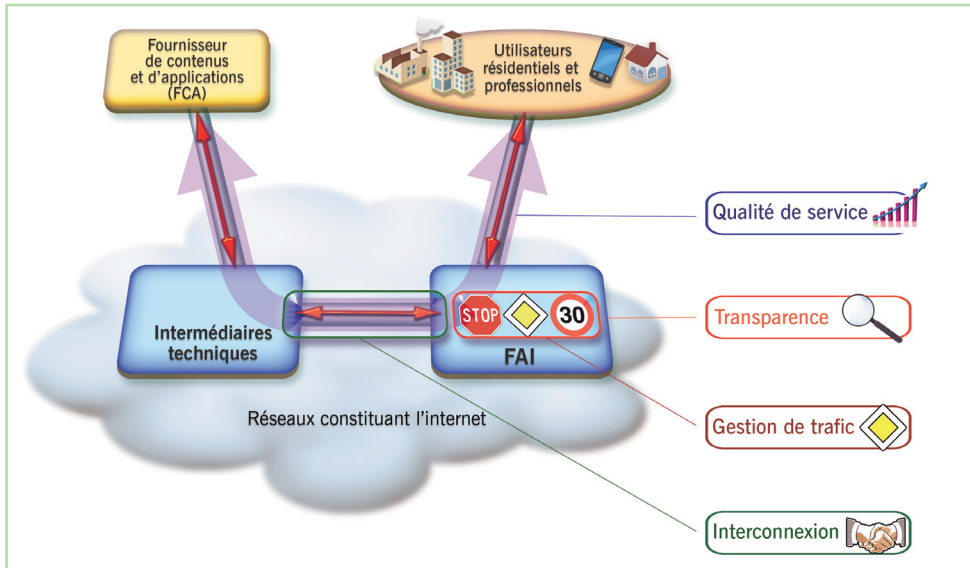 Fournisseur
de contenus
et d'applications
(FCA)
Utilisateurs
résidentiels et
professionnels
Qualité de service
Intermédiaires
techniques
STOP
30
FAI
Transparence
Réseaux constituant l'internet
Gestion de trafic
Interconnexion